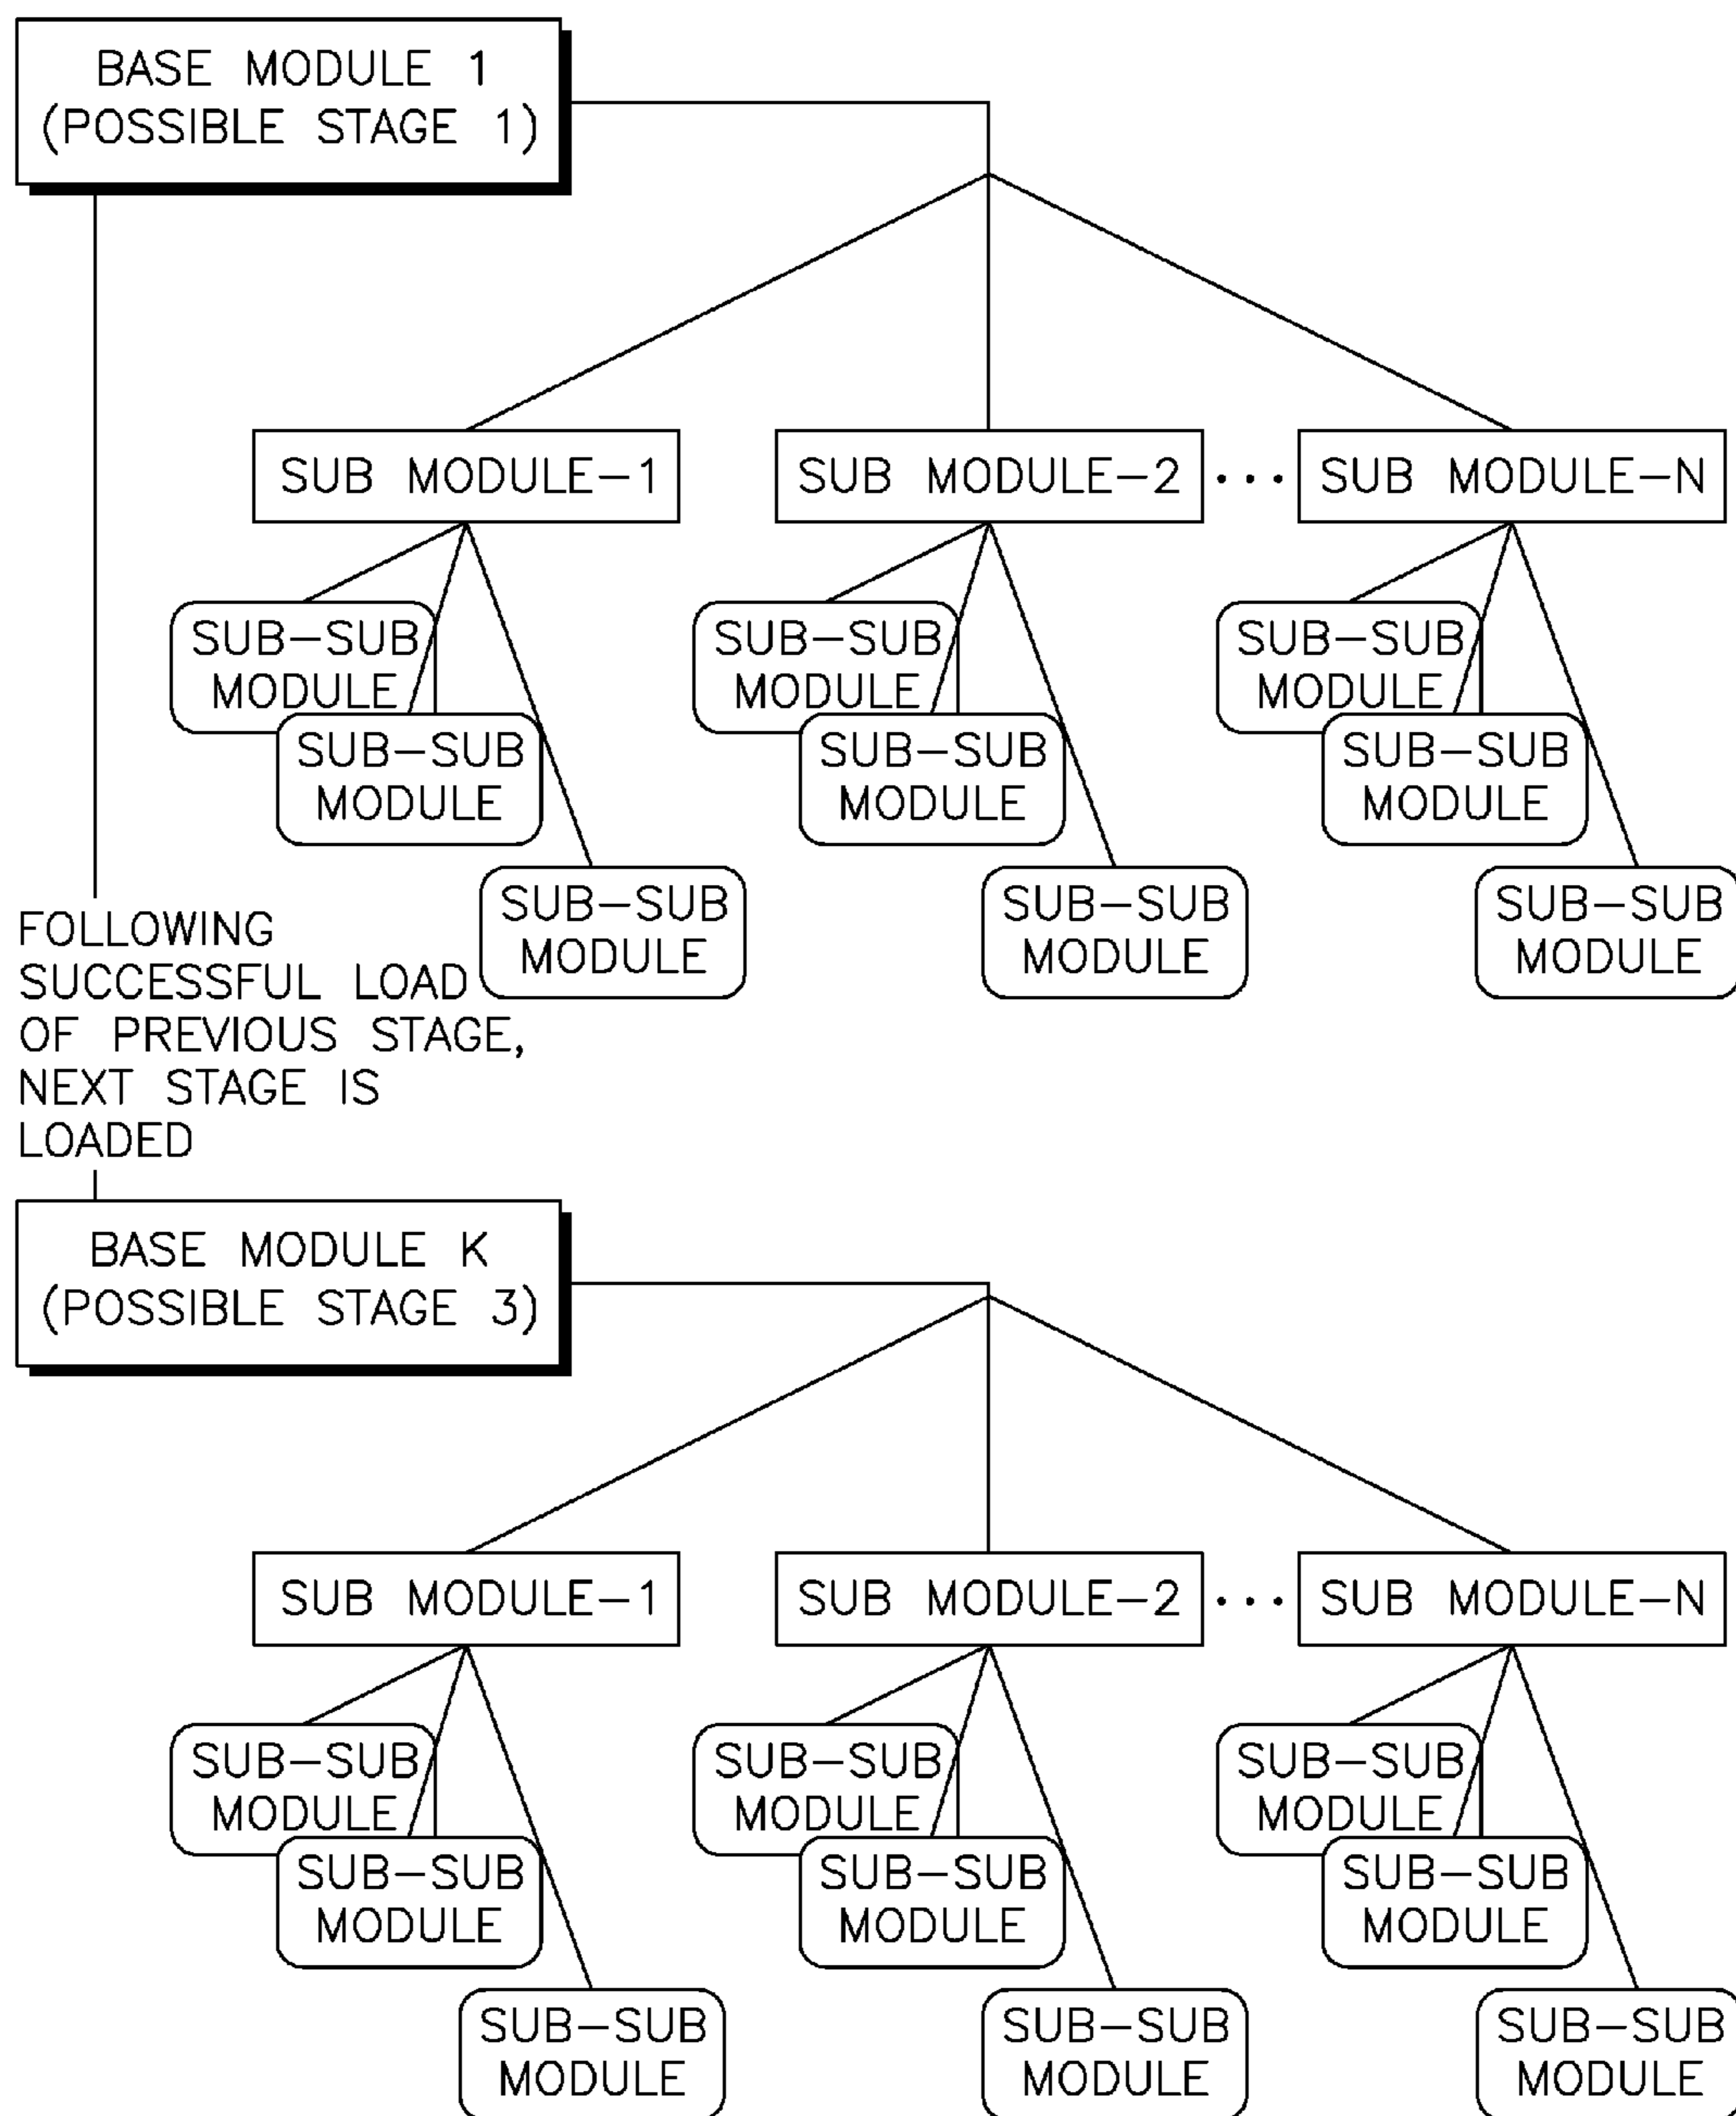 BASE MODULE 1
(POSSIBLE STAGE 1)
SUB MODULE-1
SUB MODULE-2
...
SUB MODULE-N
SUB-SUB
MODULE
SUB-SUB
MODULE
SUB-SUB
MODULE
SUB-SUB
MODULE
SUB-SUB
MODULE
SUB-SUB
MODULE
SUB-SUB
MODULE
SUB-SUB
MODULE
SUB-SUB
MODULE
FOLLOWING
SUCCESSFUL LOAD
OF PREVIOUS STAGE,
NEXT STAGE IS
LOADED
BASE MODULE K
(POSSIBLE STAGE 3)
SUB MODULE-1
SUB MODULE-2
...
SUB MODULE-N
SUB-SUB
MODULE
SUB-SUB
MODULE
SUB-SUB
MODULE
SUB-SUB
MODULE
SUB-SUB
MODULE
SUB-SUB
MODULE
SUB-SUB
MODULE
SUB-SUB
MODULE
SUB-SUB
MODULE